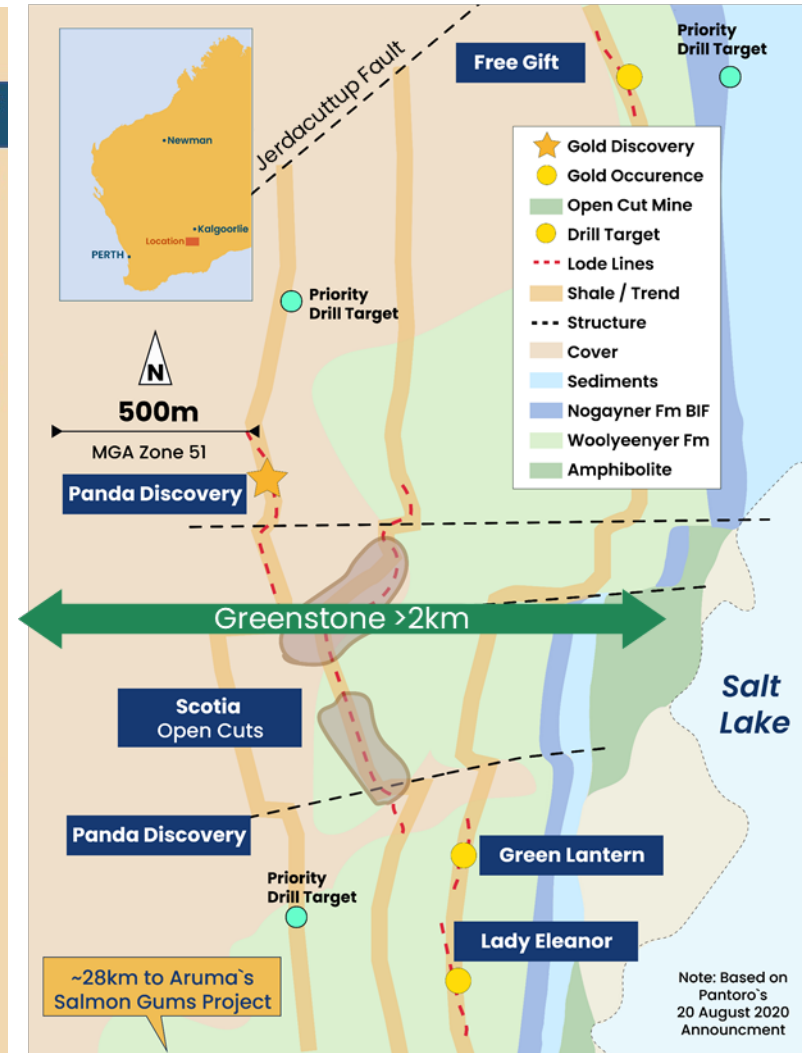 Newman
Kalgoorlie
Location
PERTH
Jerdacuttup Fault
Free Gift
Priority
Drill Target
Gold Discovery
Gold Occurence
Open Cut Mine
Drill Target
Lode Lines
Shale / Trend
Structure
Cover
Sediments
Nogayner Fm BIF
Woolyeenyer Fm
Amphibolite
Priority
Drill Target
N
500m
MGA Zone 51
Panda Discovery
Greenstone >2km
Scotia
Open Cuts
Salt
Lake
Panda Discovery
Green Lantern
Priority
Drill Target
Lady Eleanor
~28km to Aruma`s
Salmon Gums Project
Note: Based on
Pantoro`s
20 August 2020
Announcment